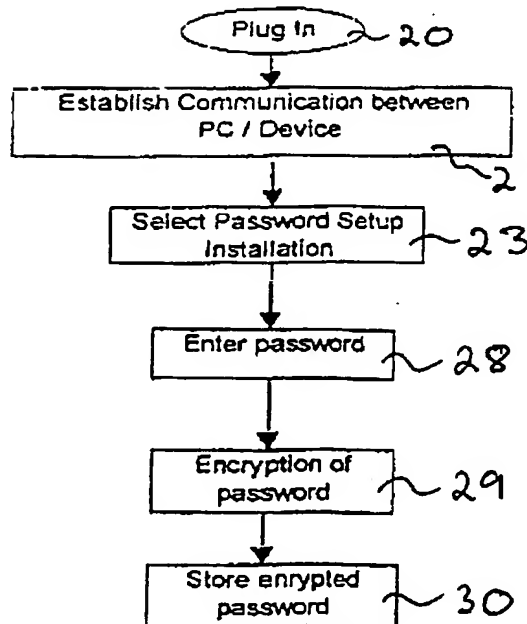 Plug In 20
Establish Communication between
PC / Device
2
Select Password Setup
Installation
23
Enter password
28
Encryption of
password
29
Store enrypted
password
30